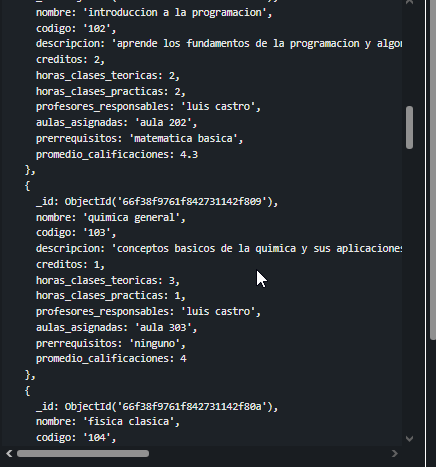 nombre: 'introduccion a la programacion',
codigo: '102',
descripcion: 'aprende los fundamentos de la programacion y algor
creditos: 2,
horas_clases_teoricas: 2,
horas_clases_practicas: 2,
profesores_responsables: 'luis castro',
aulas_asignadas: 'aula 202',
prerrequisitos: 'matematica basica',
promedio_calificaciones: 4.3
},
{
_id: ObjectId('66f38f9761f842731142f809'),
nombre: 'quimica general',
codigo: '103',
descripcion: 'conceptos basicos de la quimica y sus aplicaciones
creditos: 1,
horas_clases_teoricas: 3,
horas_clases_practicas: 1,
profesores_responsables: 'luis castro',
aulas_asignadas: 'aula 303',
prerrequisitos: 'ninguno',
promedio_calificaciones: 4
},
{
_id: ObjectId('66f38f9761f842731142f80a'),
nombre: 'fisica clasica',
codigo: '104',